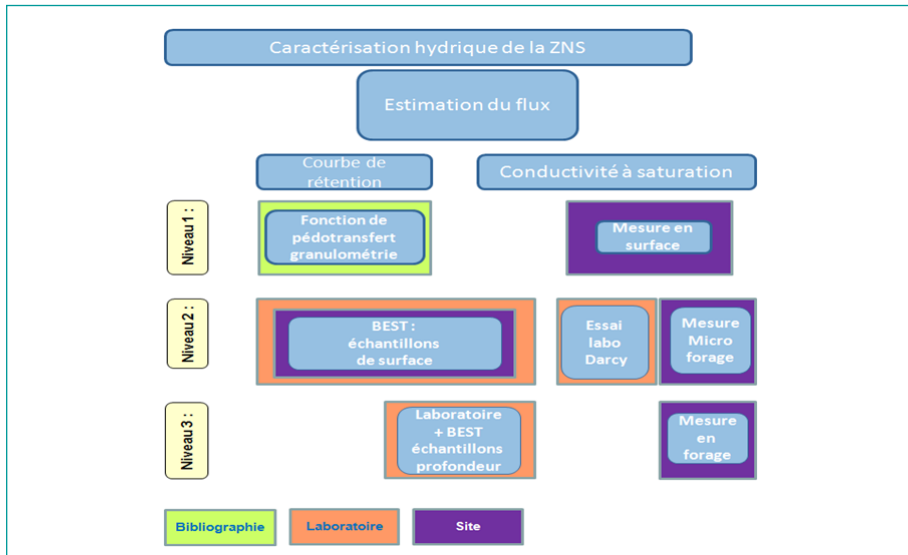 Caractérisation hydrique de la ZNS
Estimation du flux
Courbe de
rétention
Conductivité à saturation
Niveau 1 :
Fonction de
pédotransfert
granulométrie
Mesure en
surface
Niveau 2 :
BEST :
échantillons
de surface
Essai
labo
Darcy
Mesure
Micro
forage
Niveau 3 :
Laboratoire
+ BEST
échantillons
profondeur
Mesure
en
forage
Bibliographie
Laboratoire
Site